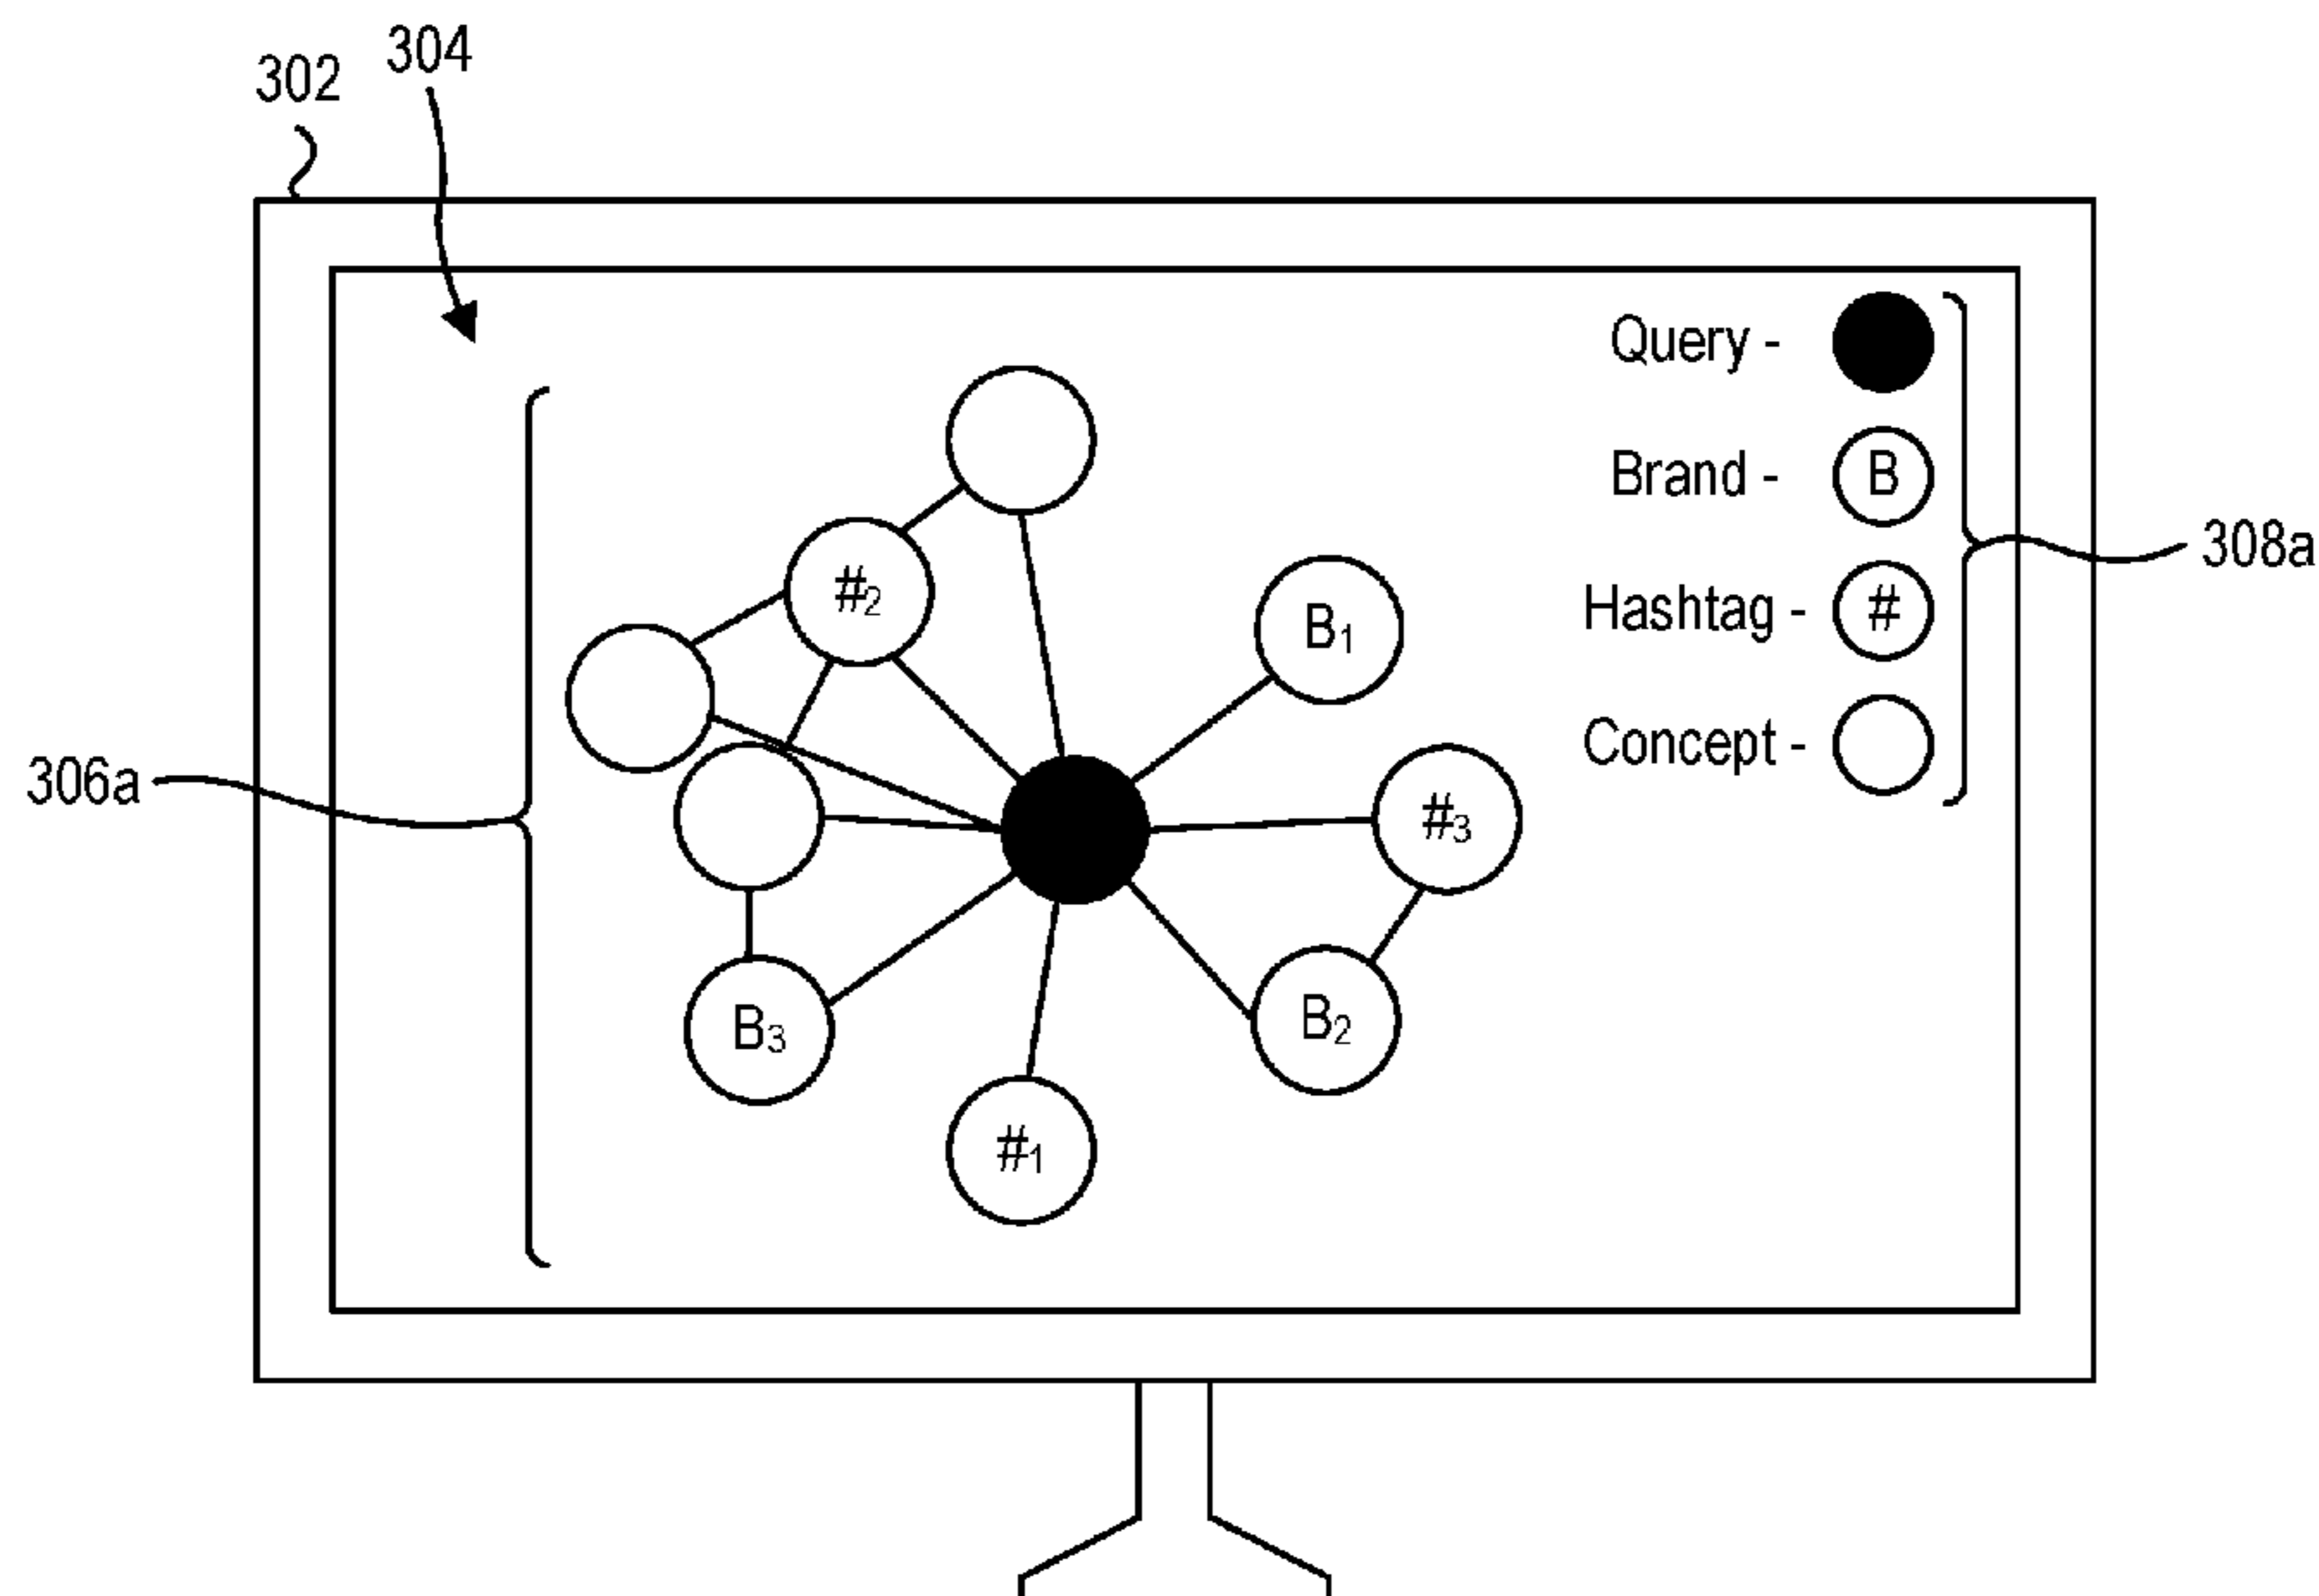 304
302
Query -
Brand - B
308a
#2
B1
Hashtag - #
Concept -
306a
#3
B3
B2
#1